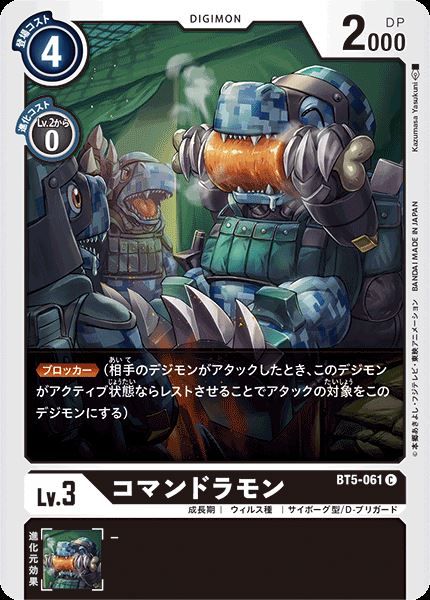 DIGIMON
登場コスト
4
DP
2000
進化コスト
Lv.2から
0
Kazumasa Yasukuni
BANDAI MADE IN JAPAN
©本郷あきよし・フジテレビ・東映アニメーション
ブロッカー (相手のデジモンがアタックしたとき、このデジモン
がアクティブ状態ならレストさせることでアタックの対象をこの
デジモンにする)
BT5-061 C
Lv.3 コマンドラモン
成長期 | ウィルス種 | サイボーグ型/D-ブリガード
進化元効果
－